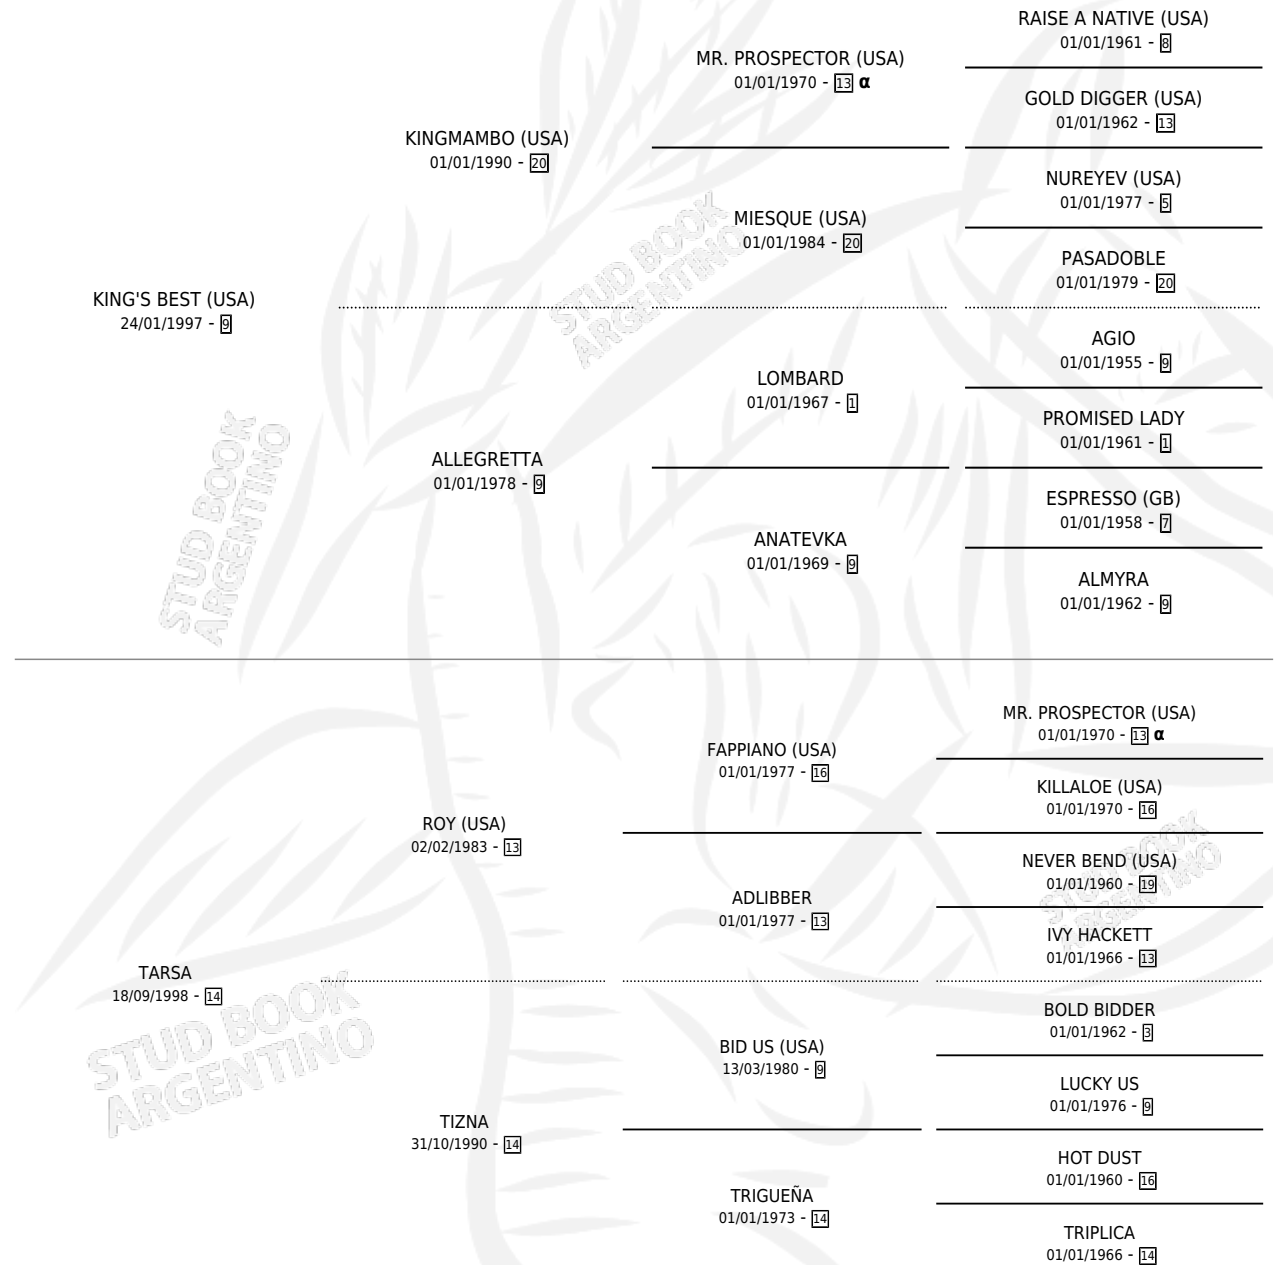 RAISE A NATIVE (USA)
01/01/1961 - 8
MR. PROSPECTOR (USA)
01/01/1970 - 13 α
GOLD DIGGER (USA)
01/01/1962 - 13
KINGMAMBO (USA)
01/01/1990 - 20
NUREYEV (USA)
01/01/1977 - 5
MIESQUE (USA)
01/01/1984 - 20
PASADOBLE
01/01/1979 - 20
KING'S BEST (USA)
24/01/1997 - 9
AGIO
01/01/1955 - 9
LOMBARD
01/01/1967 - 1
PROMISED LADY
01/01/1961 - 1
ALLEGRETTA
01/01/1978 - 9
ESPRESSO (GB)
01/01/1958 - 7
ANATEVKA
01/01/1969 - 9
ALMYRA
01/01/1962 - 9
MR. PROSPECTOR (USA)
01/01/1970 - 13 α
FAPPIANO (USA)
01/01/1977 - 16
KILLALOE (USA)
01/01/1970 - 16
ROY (USA)
02/02/1983 - 13
NEVER BEND (USA)
01/01/1960 - 19
ADLIBBER
01/01/1977 - 13
IVY HACKETT
01/01/1966 - 13
TARSA
18/09/1998 - 14
BOLD BIDDER
01/01/1962 - 3
BID US (USA)
13/03/1980 - 9
LUCKY US
01/01/1976 - 9
TIZNA
31/10/1990 - 14
HOT DUST
01/01/1960 - 16
TRIGUEÑA
01/01/1973 - 14
TRIPLICA
01/01/1966 - 14
STUD BOOK
ARGENTINO
STUD BOOK
ARGENTINO
STUD BOOK
ARGENTINO
STUD BOOK
ARGENTINO